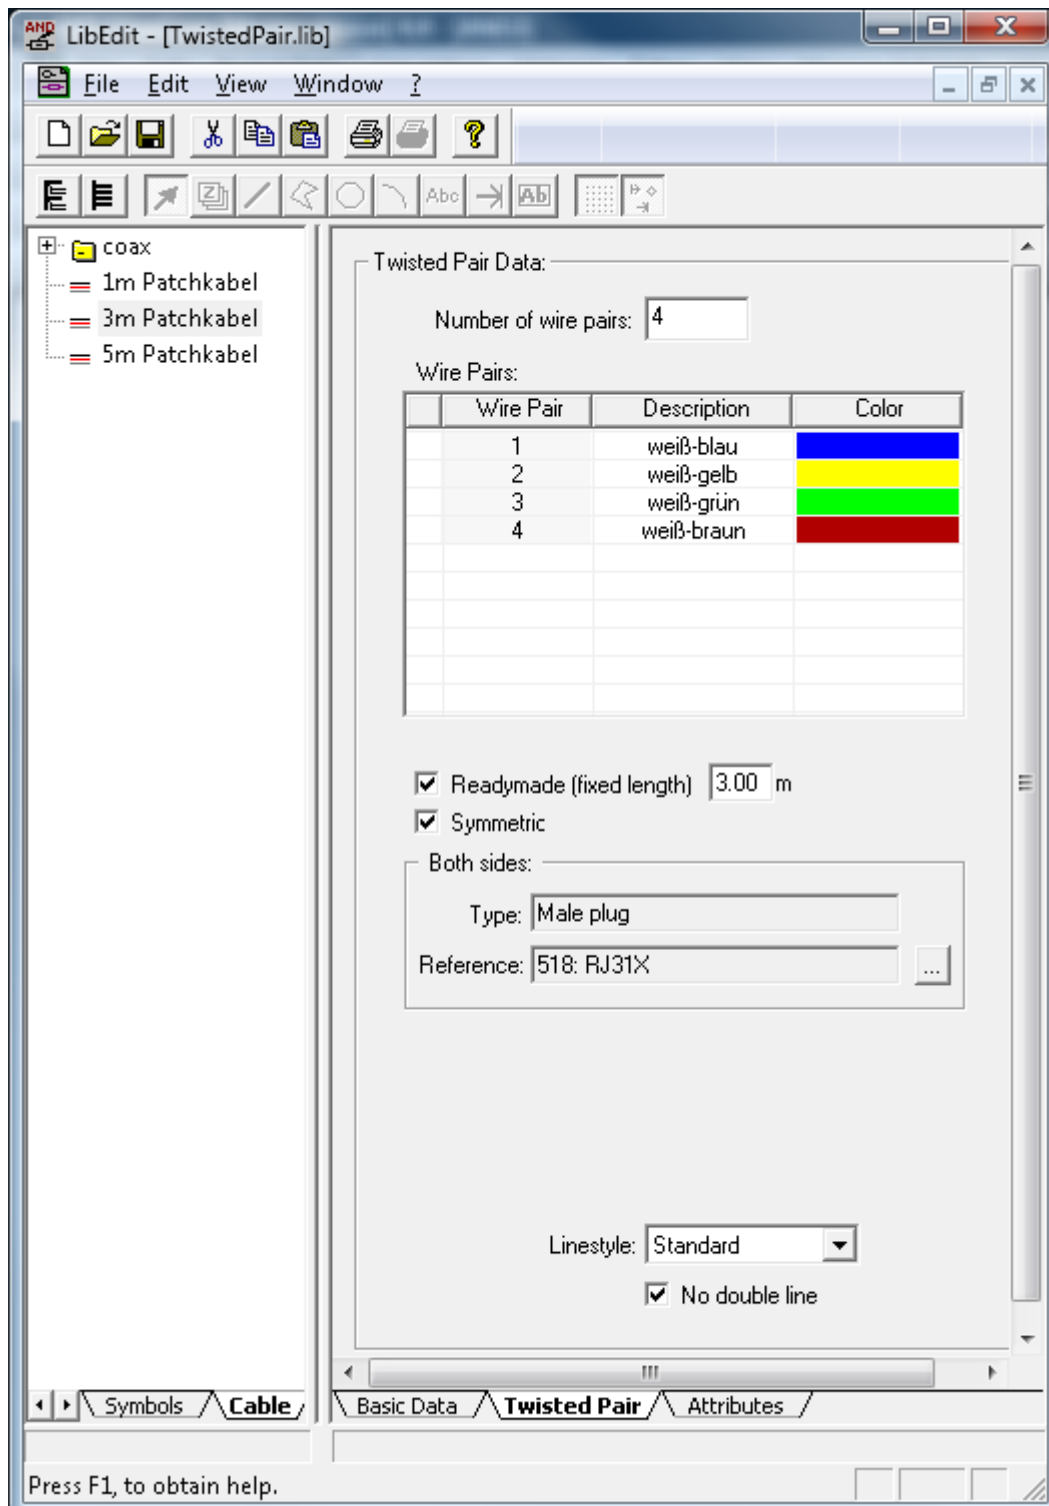 LibEdit - [TwistedPair.lib]
File Edit View Window ?
Abc Ab
coax
1m Patchkabel
3m Patchkabel
5m Patchkabel
Twisted Pair Data:
Number of wire pairs: 4
Wire Pairs:
Wire Pair Description Color
1 weiß-blau
2 weiß-gelb
3 weiß-grün
4 weiß-braun
Readymade (fixed length) 3.00 m
Symmetric
Both sides:
Type: Male plug
Reference: 518: RJ31X ...
Linestyle: Standard
No double line
Symbols Cable Basic Data Twisted Pair Attributes
Press F1, to obtain help.